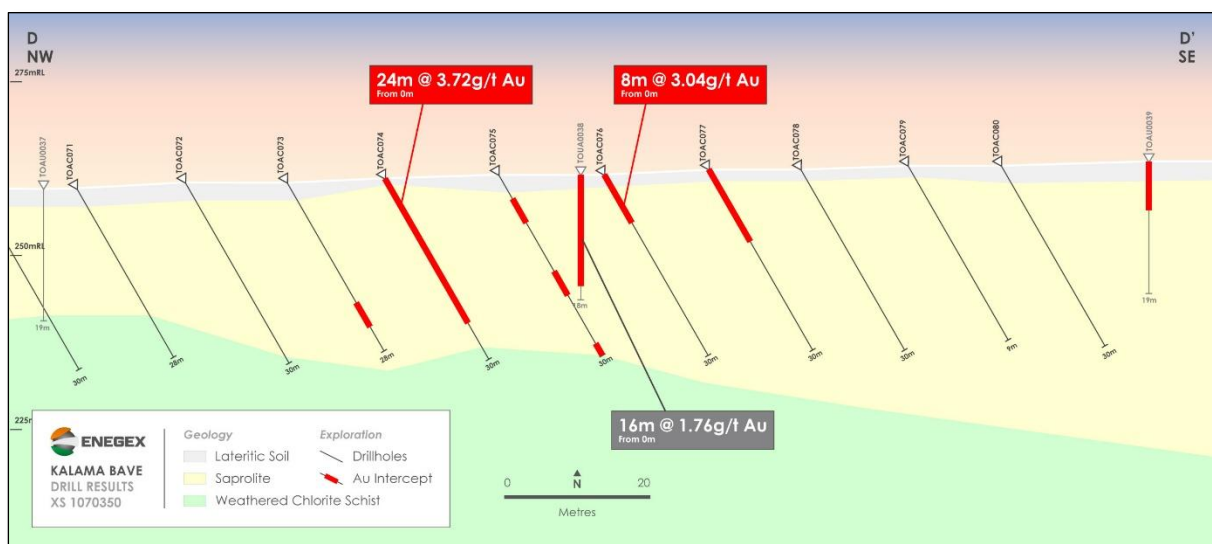 D
NW
D'
SE
275mRL
24m @ 3.72g/t Au
From 0m
8m @ 3.04g/t Au
From 0m
TOAU0037
TOAC071
TOAC072
TOAC073
TOAC074
TOAC075
TOUA0038
TOAC076
TOAC077
TOAC078
TOAC079
TOAC080
TOAU0039
250mRL
18m
19m
19m
30m
28m
30m
28m
30m
30m
30m
30m
30m
9m
30m
16m @ 1.76g/t Au
From 0m
225m
ENEGEX
KALAMA BAVE
DRILL RESULTS
XS 1070350
Geology
Lateritic Soil
Saprolite
Weathered Chlorite Schist
Exploration
Drillholes
Au Intercept
N
0 20
Metres